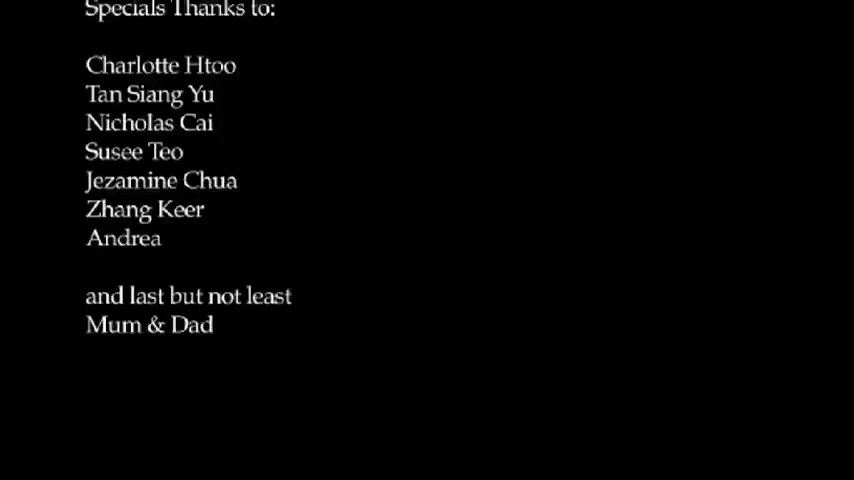 Specials Thanks to:
Charlotte Htoo
Tan Siang Yu
Nicholas Cai
Susee Teo
Jezamine Chua
Zhang Keer
Andrea
and last but not least
Mum & Dad